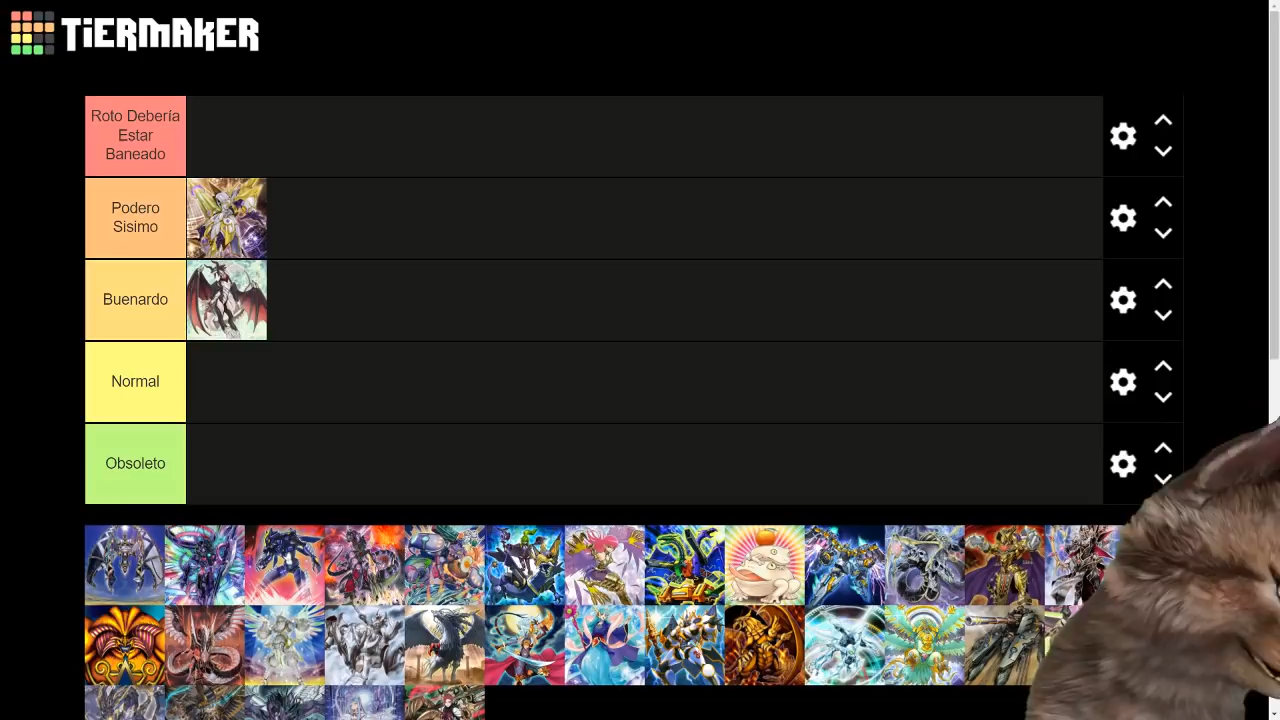 TiERMAKER
Roto Debería
Estar
Baneado
Podero
Sisimo
Buenardo
Normal
Obsoleto